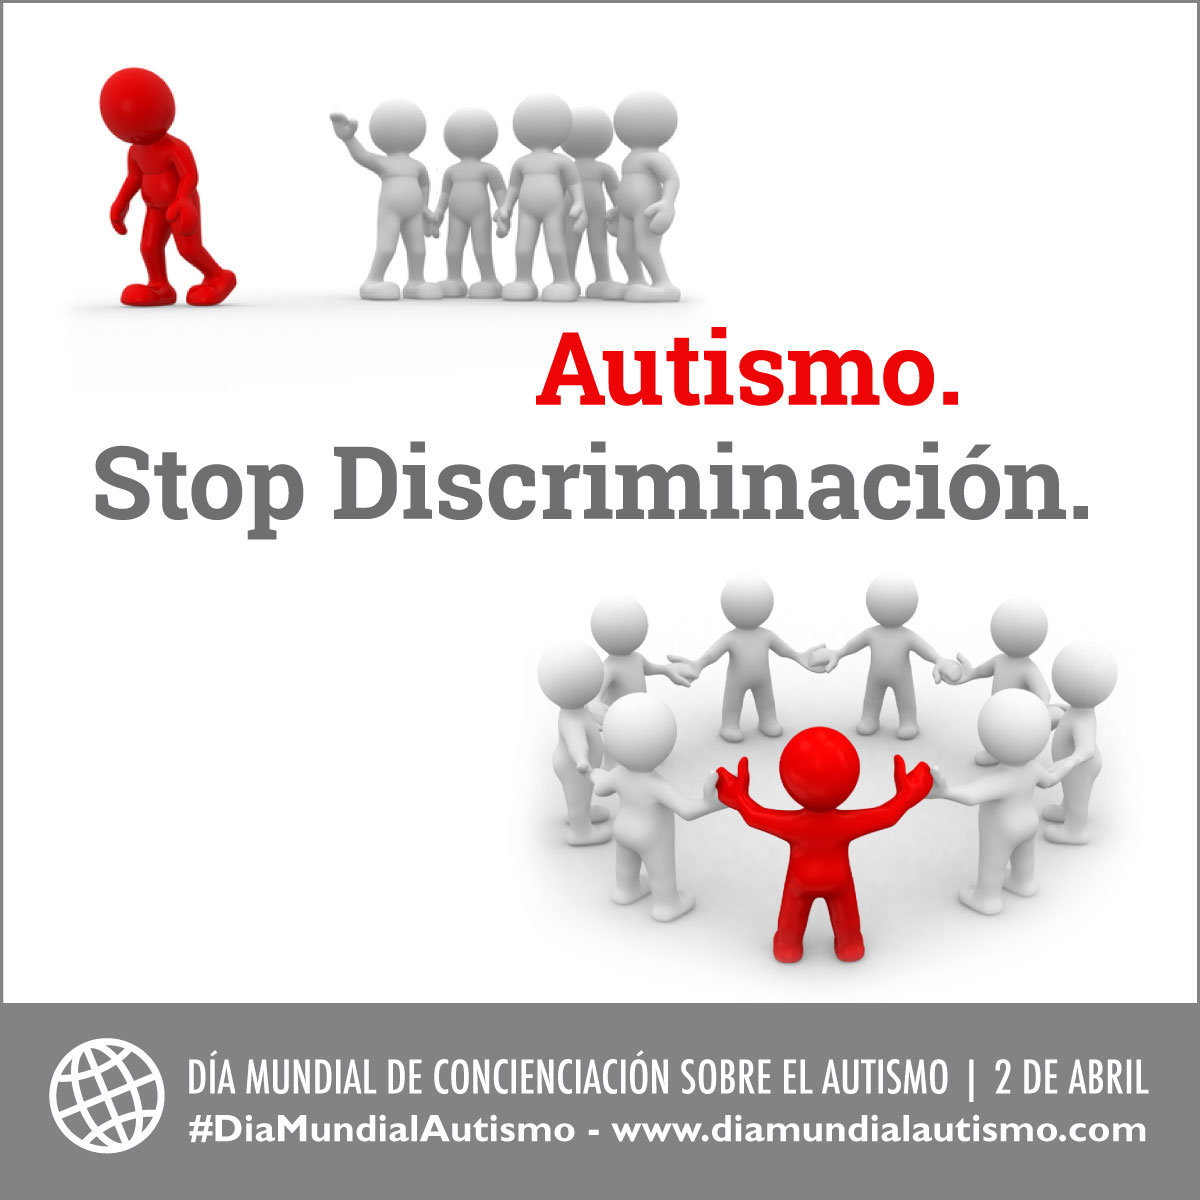 Autismo.
Stop Discriminación.
DÍA MUNDIAL DE CONCIENCIACIÓN SOBRE EL AUTISMO | 2 DE ABRIL
#DiaMundialAutismo - www.diamundialautismo.com